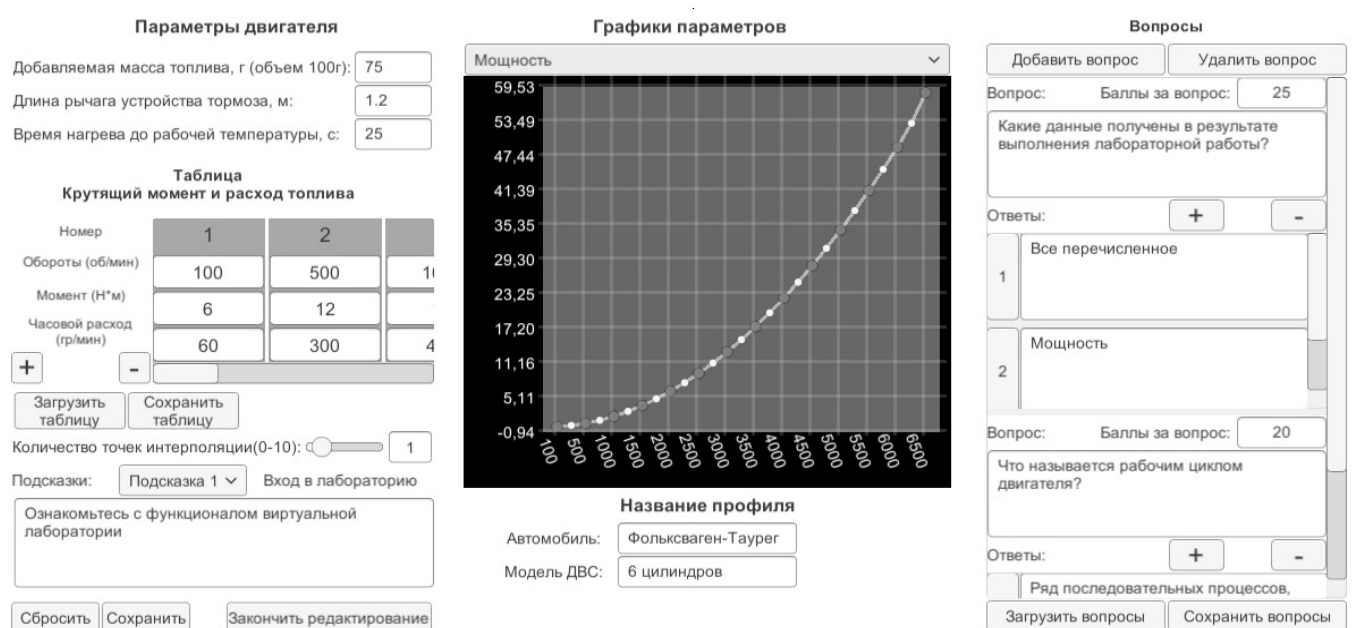 Параметры двигателя
Добавляемая масса топлива, г (объем 100г): 75
Длина рычага устройства тормоза, м: 1.2
Время нагрева до рабочей температуры, с: 25
Таблица
Крутящий момент и расход топлива
Номер 1 2
Обороты (об/мин) 100 500
Момент (Н*м) 6 12
Часовой расход
(гр/мин) 60 300 4
+ -
Загрузить
таблицу
Сохранить
таблицу
Количество точек интерполяции(0-10): 1
Подсказки: Подсказка 1 Вход в лабораторию
Ознакомьтесь с функционалом виртуальной
лаборатории
Сбросить Сохранить Закончить редактирование
Графики параметров
Мощность
59,53
53,49
47,44
41,39
35,35
29,30
23,25
17,20
11,16
5,11
-0,94
100 500 1000 1500 2000 2500 3000 3500 4000 4500 5000 5500 6000 6500
Название профиля
Автомобиль: Фольксваген-Таурег
Модель ДВС: 6 цилиндров
Вопросы
Добавить вопрос Удалить вопрос
Вопрос: Баллы за вопрос: 25
Какие данные получены в результате
выполнения лабораторной работы?
Ответы: + -
1 Все перечисленное
2 Мощность
Вопрос: Баллы за вопрос: 20
Что называется рабочим циклом
двигателя?
Ответы: + -
Ряд последовательных процессов,
Загрузить вопросы Сохранить вопросы